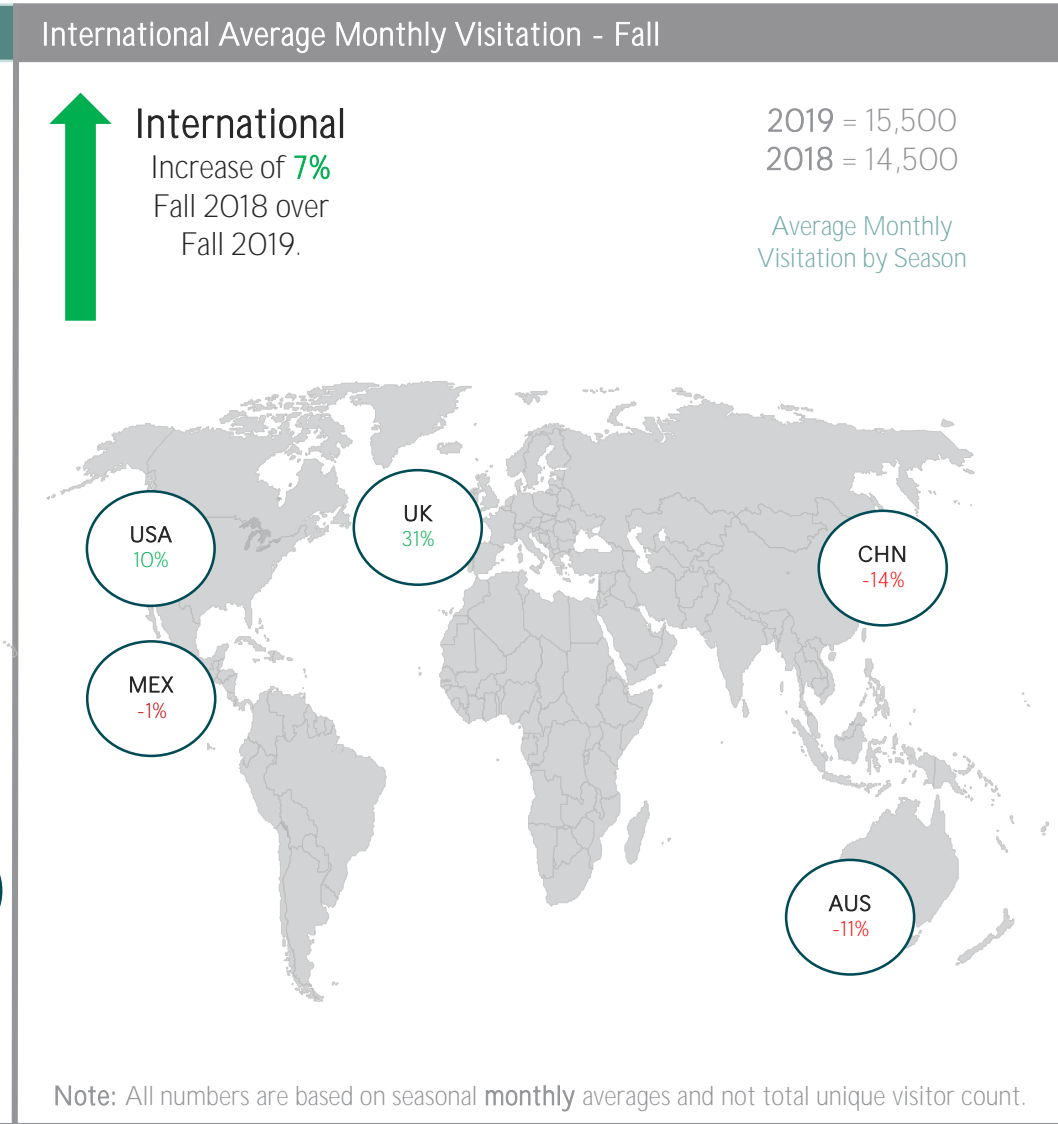 International Average Monthly Visitation - Fall
International
Increase of 7%
Fall 2018 over
Fall 2019.
2019 = 15,500
2018 = 14,500
Average Monthly
Visitation by Season
USA
10%
UK
31%
CHN
-14%
MEX
-1%
AUS
-11%
Note: All numbers are based on seasonal monthly averages and not total unique visitor count.